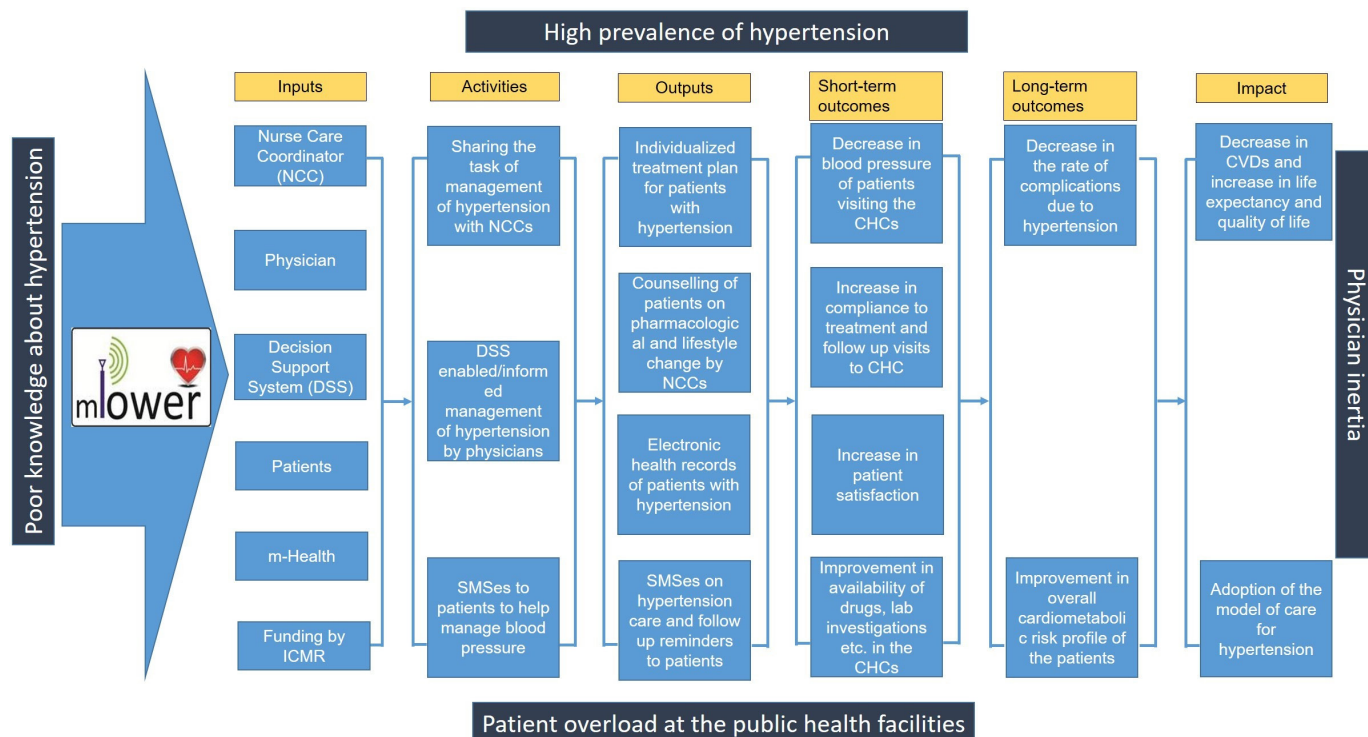 High prevalence of hypertension
Poor knowledge about hypertension
mlower
Inputs
Nurse Care
Coordinator
(NCC)
Physician
Decision
Support
System (DSS)
Patients
m-Health
Funding by
ICMR
Activities
Sharing the
task of
management
of hypertension
with NCCs
DSS
enabled/inform
ed
management
of hypertension
by physicians
SMSes to
patients to help
manage blood
pressure
Outputs
Individualized
treatment plan
for patients
with
hypertension
Counselling of
patients on
pharmacologic
al and lifestyle
change by
NCCs
Electronic
health records
of patients with
hypertension
SMSes on
hypertension
care and follow
up reminders
to patients
Short-term
outcomes
Decrease in
blood pressure
of patients
visiting the
CHCs
Increase in
compliance to
treatment and
follow up visits
to CHC
Increase in
patient
satisfaction
Improvement in
availability of
drugs, lab
investigations
etc. in the
CHCs
Long-term
outcomes
Decrease in
the rate of
complications
due to
hypertension
Improvement in
overall
cardiometaboli
c risk profile of
the patients
Impact
Decrease in
CVDs and
increase in life
expectancy and
quality of life
Adoption of the
model of care
for
hypertension
Physician inertia
Patient overload at the public health facilities